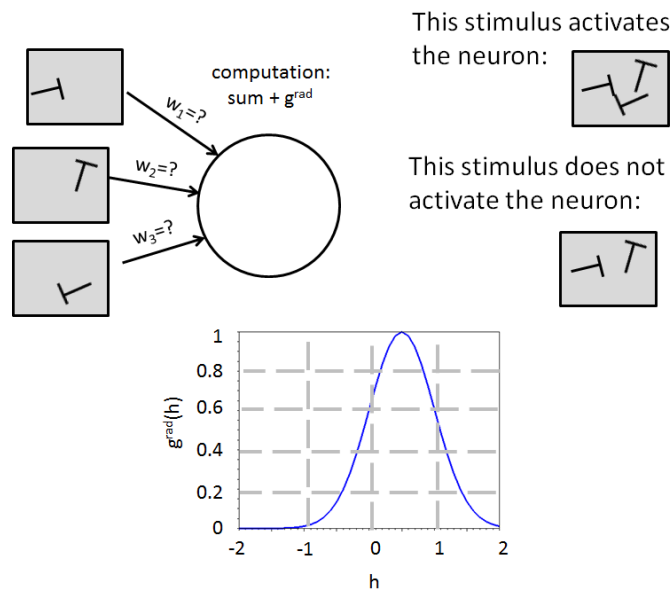 This stimulus activates
the neuron:
computation:
sum + g^rad
w₁=?
w₂=?
w₃=?
This stimulus does not
activate the neuron:
1
0.8
0.6
0.4
0.2
0
g^rad(h)
-2
-1
0
1
2
h